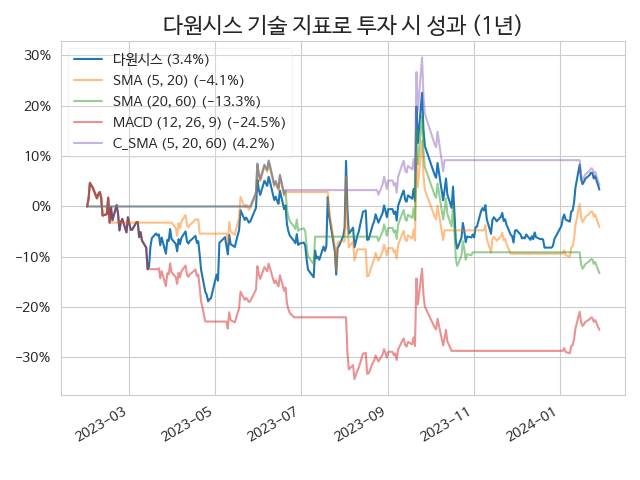 다원시스 기술 지표로 투자 시 성과 (1년)
다원시스 (3.4%)
SMA (5, 20) (−4.1%)
SMA (20, 60) (−13.3%)
MACD (12, 26, 9) (−24.5%)
C_SMA (5, 20, 60) (4.2%)
30%
20%
10%
0%
−10%
−20%
−30%
2023−03
2023−05
2023−07
2023−09
2023−11
2024−01